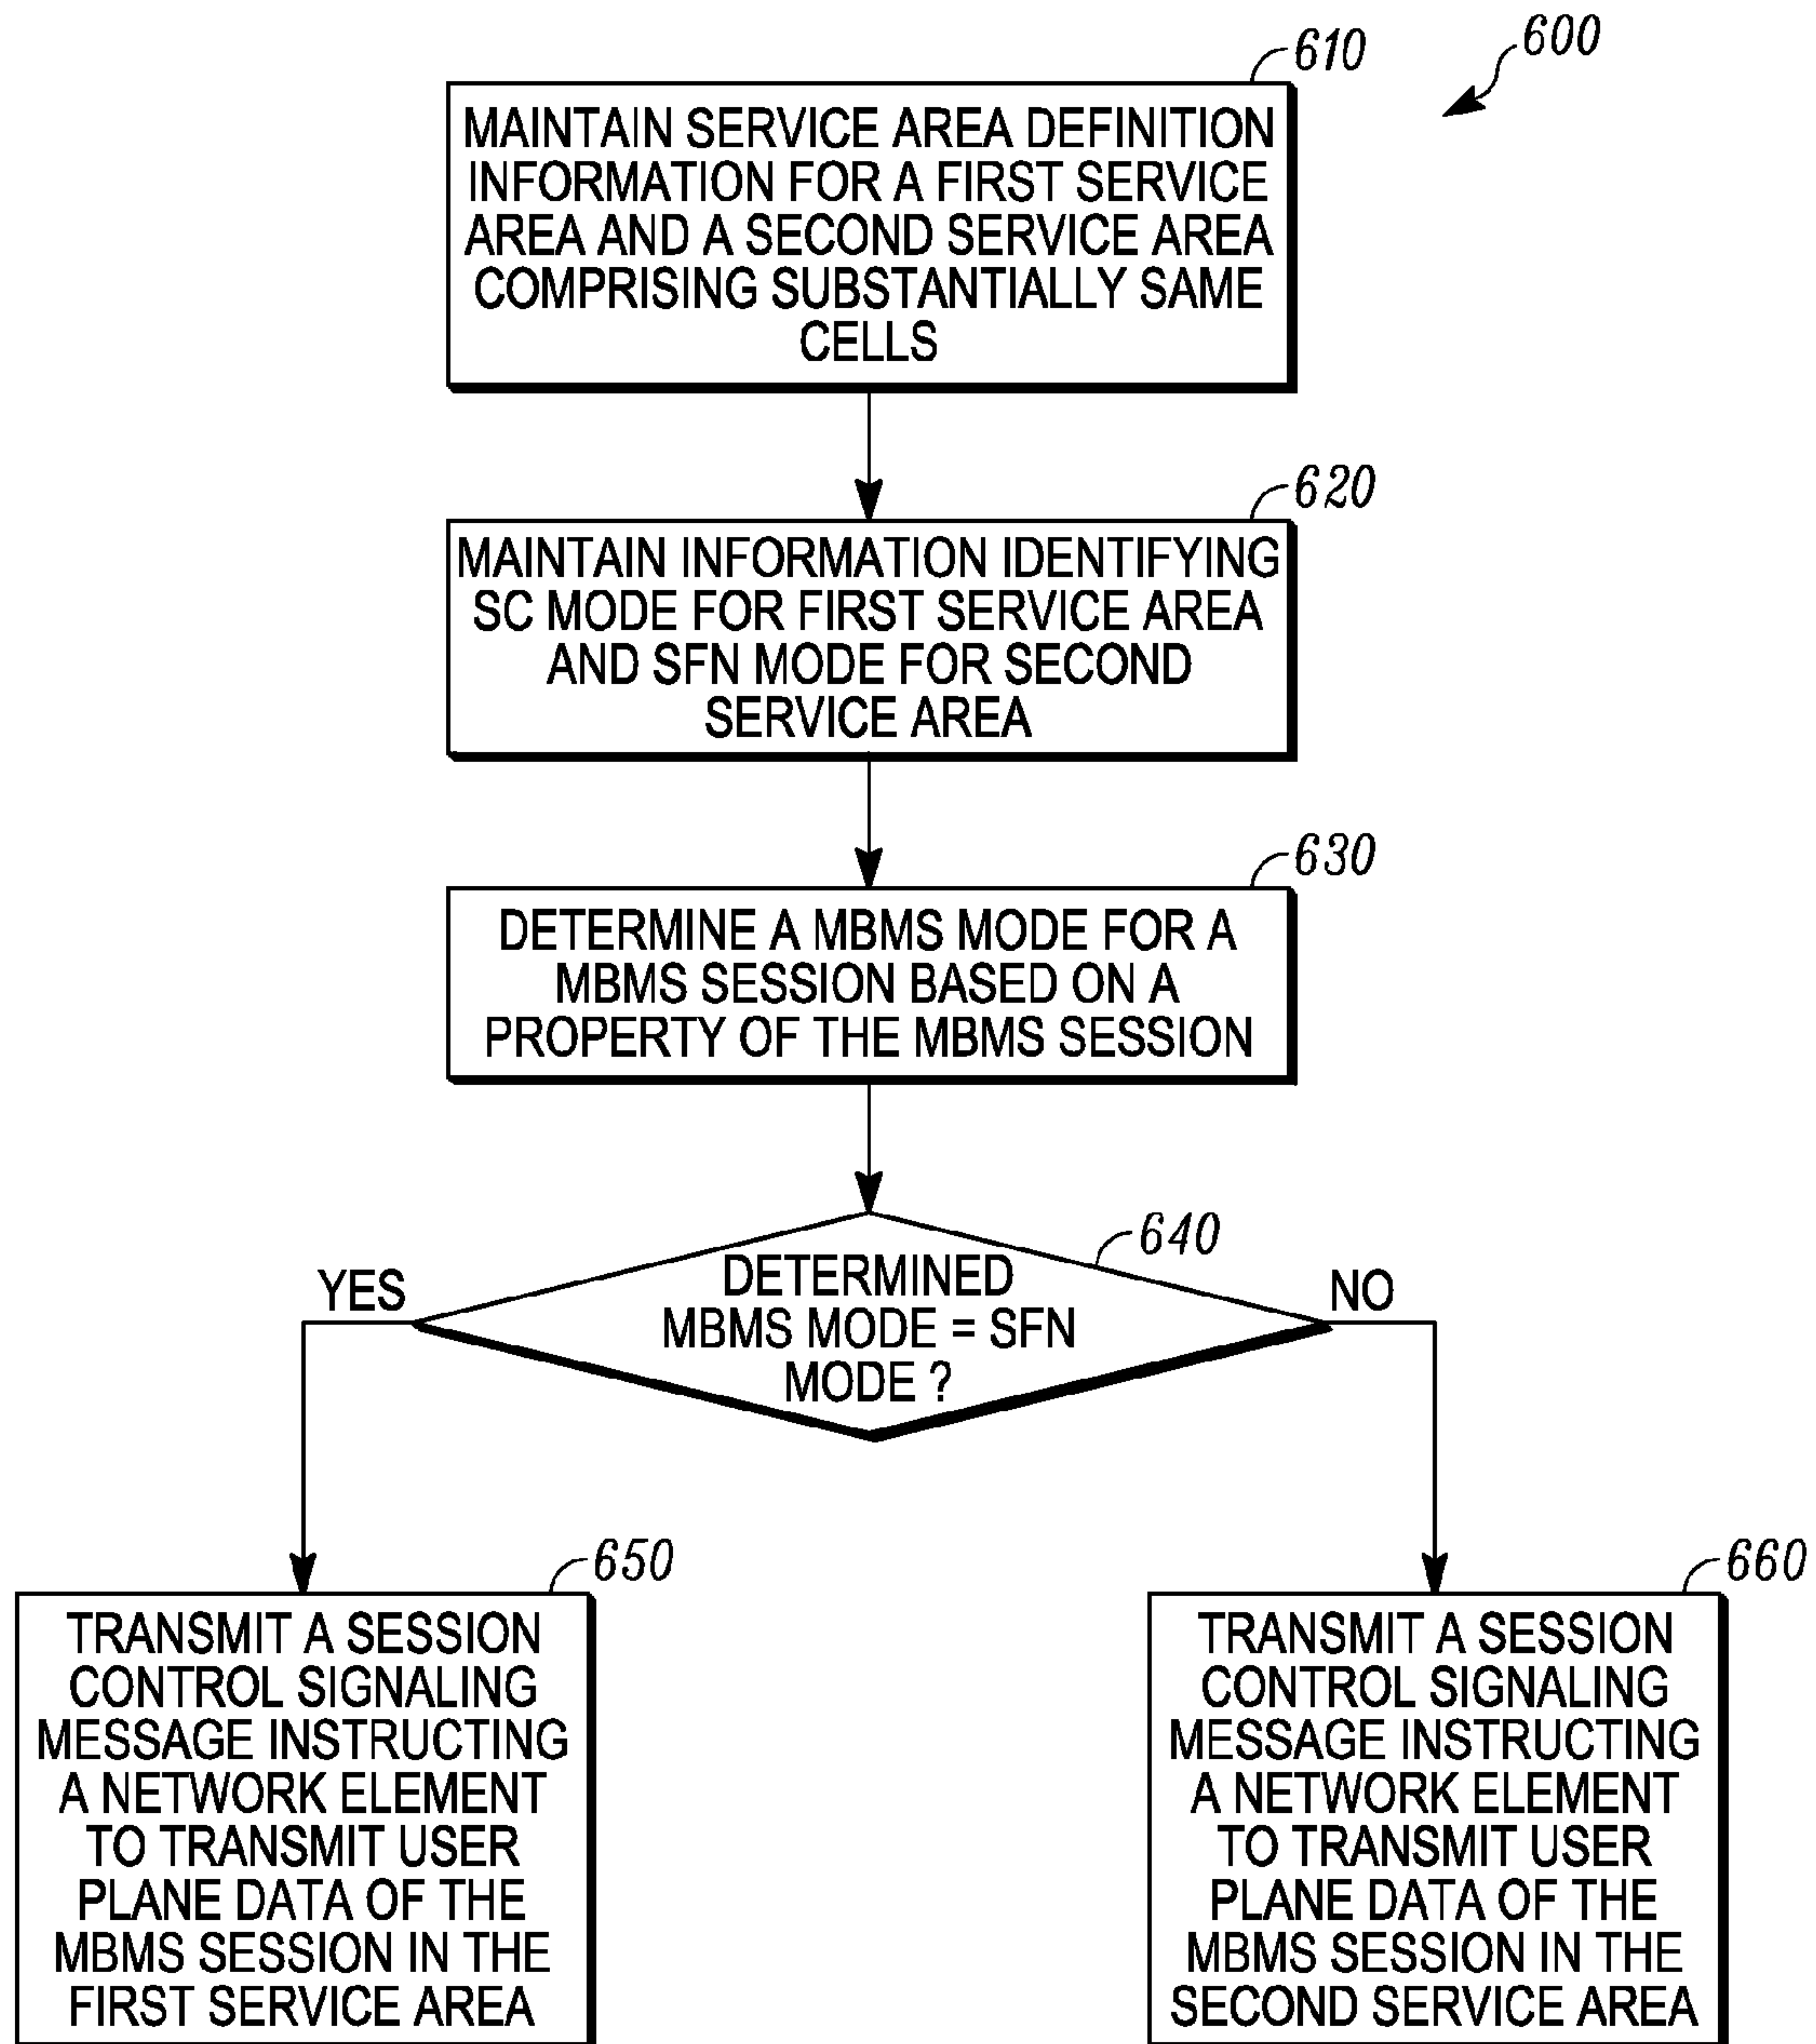 600
610
MAINTAIN SERVICE AREA DEFINITION
INFORMATION FOR A FIRST SERVICE
AREA AND A SECOND SERVICE AREA
COMPRISING SUBSTANTIALLY SAME
CELLS
620
MAINTAIN INFORMATION IDENTIFYING
SC MODE FOR FIRST SERVICE AREA
AND SFN MODE FOR SECOND
SERVICE AREA
630
DETERMINE A MBMS MODE FOR A
MBMS SESSION BASED ON A
PROPERTY OF THE MBMS SESSION
640
DETERMINED
MBMS MODE = SFN
MODE ?
YES
NO
650
TRANSMIT A SESSION
CONTROL SIGNALING
MESSAGE INSTRUCTING
A NETWORK ELEMENT
TO TRANSMIT USER
PLANE DATA OF THE
MBMS SESSION IN THE
FIRST SERVICE AREA
660
TRANSMIT A SESSION
CONTROL SIGNALING
MESSAGE INSTRUCTING
A NETWORK ELEMENT
TO TRANSMIT USER
PLANE DATA OF THE
MBMS SESSION IN THE
SECOND SERVICE AREA